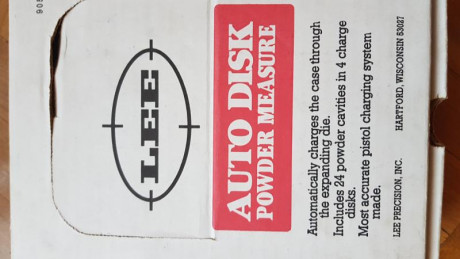 LEE
AUTO DISK
POWDER MEASURE
Automatically charges the case through
the expanding die.
Includes 24 powder cavities in 4 charge
disks.
Most accurate pistol charging system
made.
LEE PRECISION, INC. HARTFORD, WISCONSIN 53027